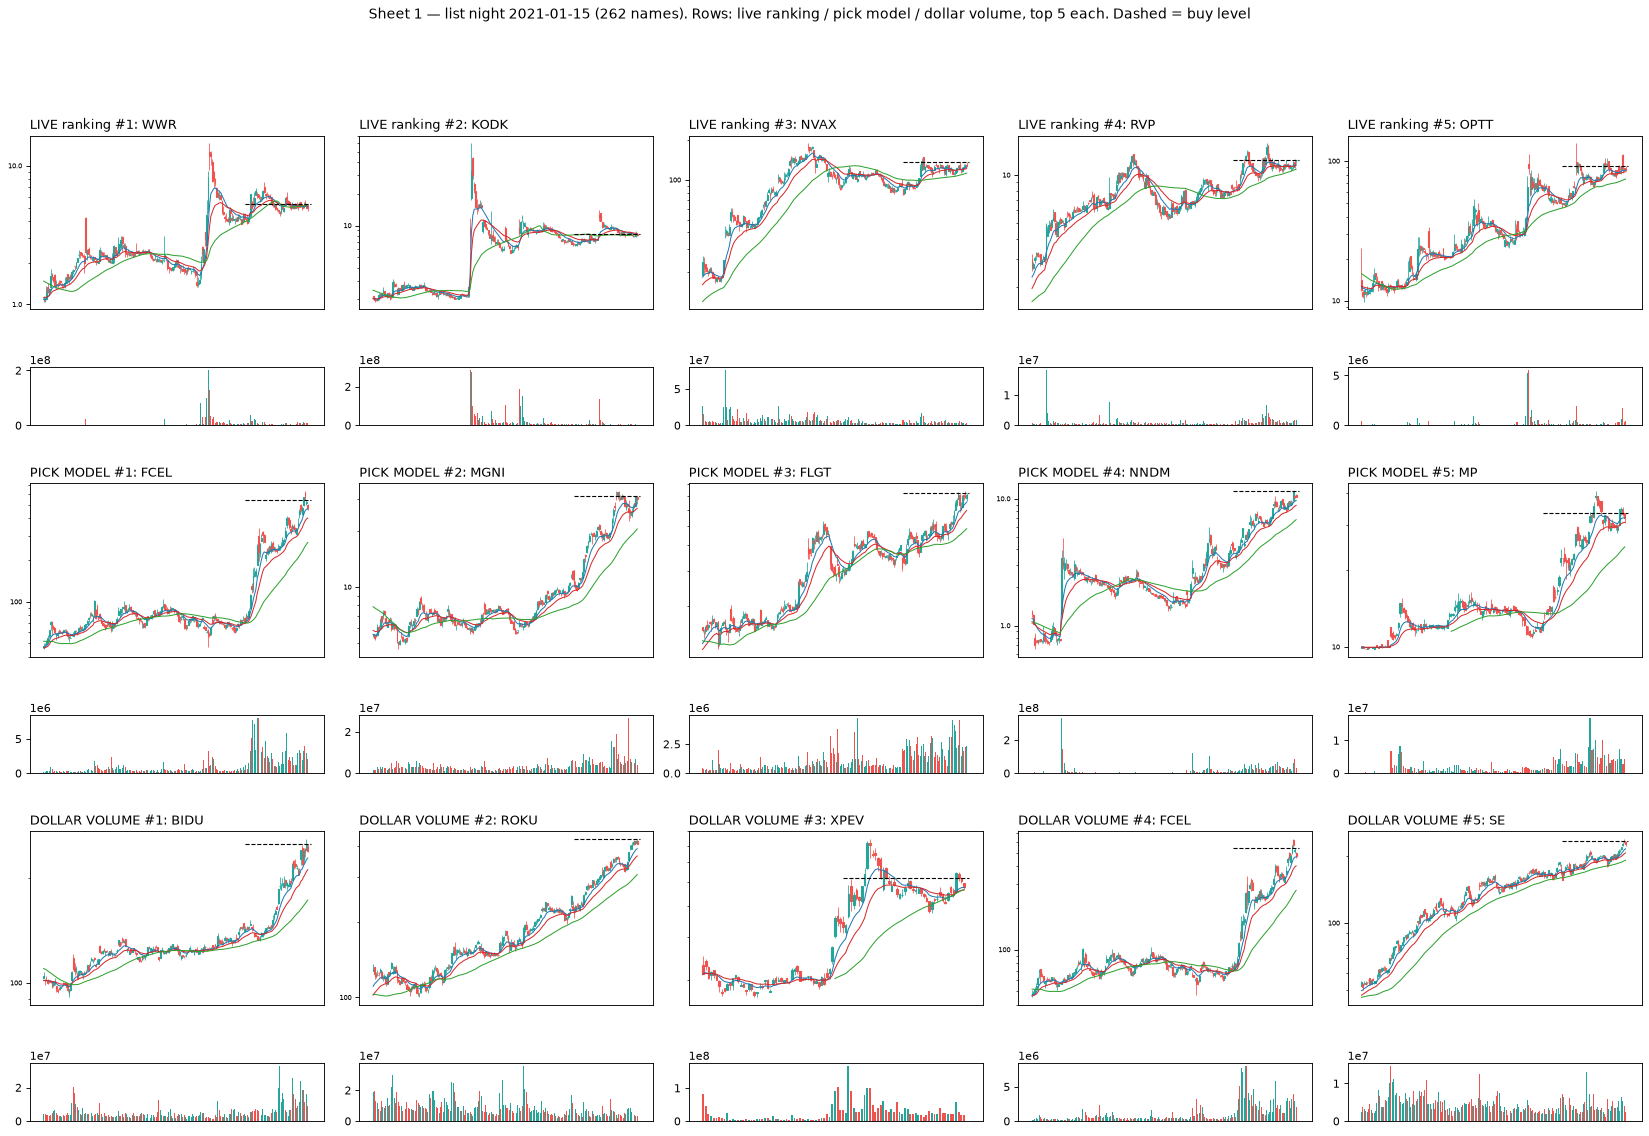 Sheet 1 — list night 2021-01-15 (262 names). Rows: live ranking / pick model / dollar volume, top 5 each. Dashed = buy level
LIVE ranking #1: WWR
LIVE ranking #2: KODK
LIVE ranking #3: NVAX
LIVE ranking #4: RVP
LIVE ranking #5: OPTT
10.0
1.0
10
100
10
100
10
1e8
2
0
1e8
2
0
1e7
5
0
1e7
1
0
1e6
5
0
PICK MODEL #1: FCEL
PICK MODEL #2: MGNI
PICK MODEL #3: FLGT
PICK MODEL #4: NNDM
PICK MODEL #5: MP
100
10
10.0
1.0
10
1e6
5
0
1e7
2
0
1e6
2.5
0.0
1e8
2
0
1e7
1
0
DOLLAR VOLUME #1: BIDU
DOLLAR VOLUME #2: ROKU
DOLLAR VOLUME #3: XPEV
DOLLAR VOLUME #4: FCEL
DOLLAR VOLUME #5: SE
100
100
100
100
1e7
2
0
1e7
2
0
1e8
1
0
1e6
5
0
1e7
1
0